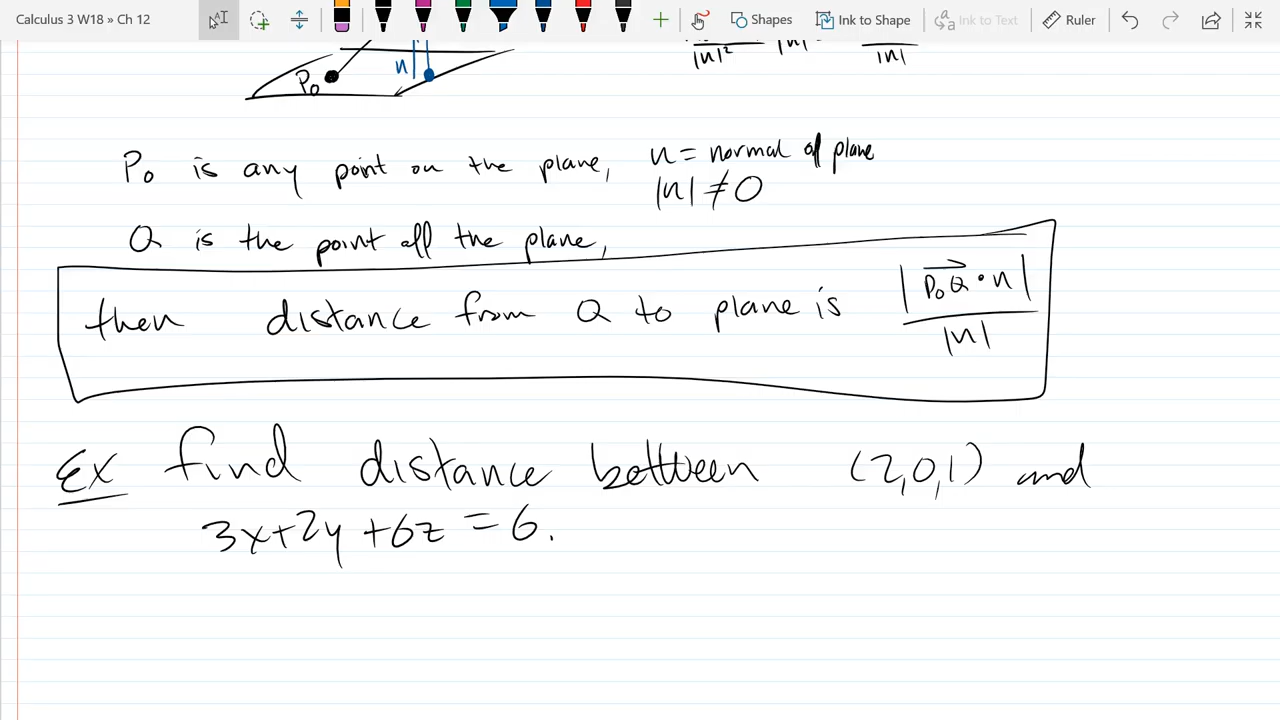 Calculus 3 W18 » Ch 12 Shapes Ink to Shape Ink to Text Ruler
|n|² |n| |n|
P₀ n
P₀ is any point on the plane, n = normal of plane
|n| ≠ 0
Q is the point off the plane,
then distance from Q to plane is |P₀Q⃗ • n| / |n|
Ex find distance between (2,0,1) and
3x+2y+6z = 6.